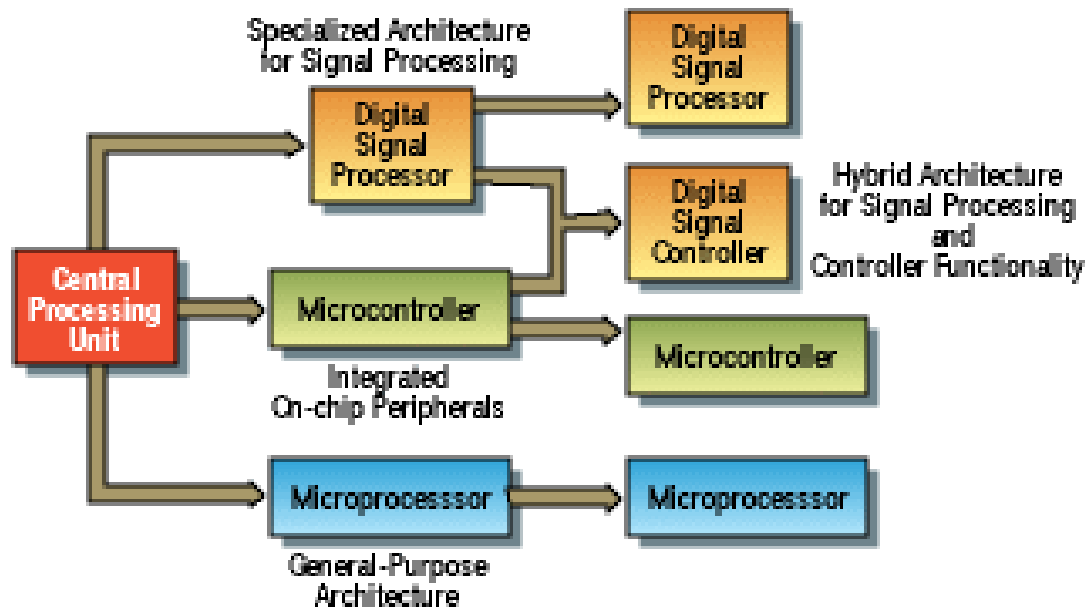 Specialized Architecture
for Signal Processing
Digital
Signal
Processor
Digital
Signal
Processor
Digital
Signal
Controller
Hybrid Architecture
for Signal Processing
and
Controller Functionality
Central
Processing
Unit
Microcontroller
Integrated
On-chip Peripherals
Microcontroller
Microprocesssor
General-Purpose
Architecture
Microprocesssor